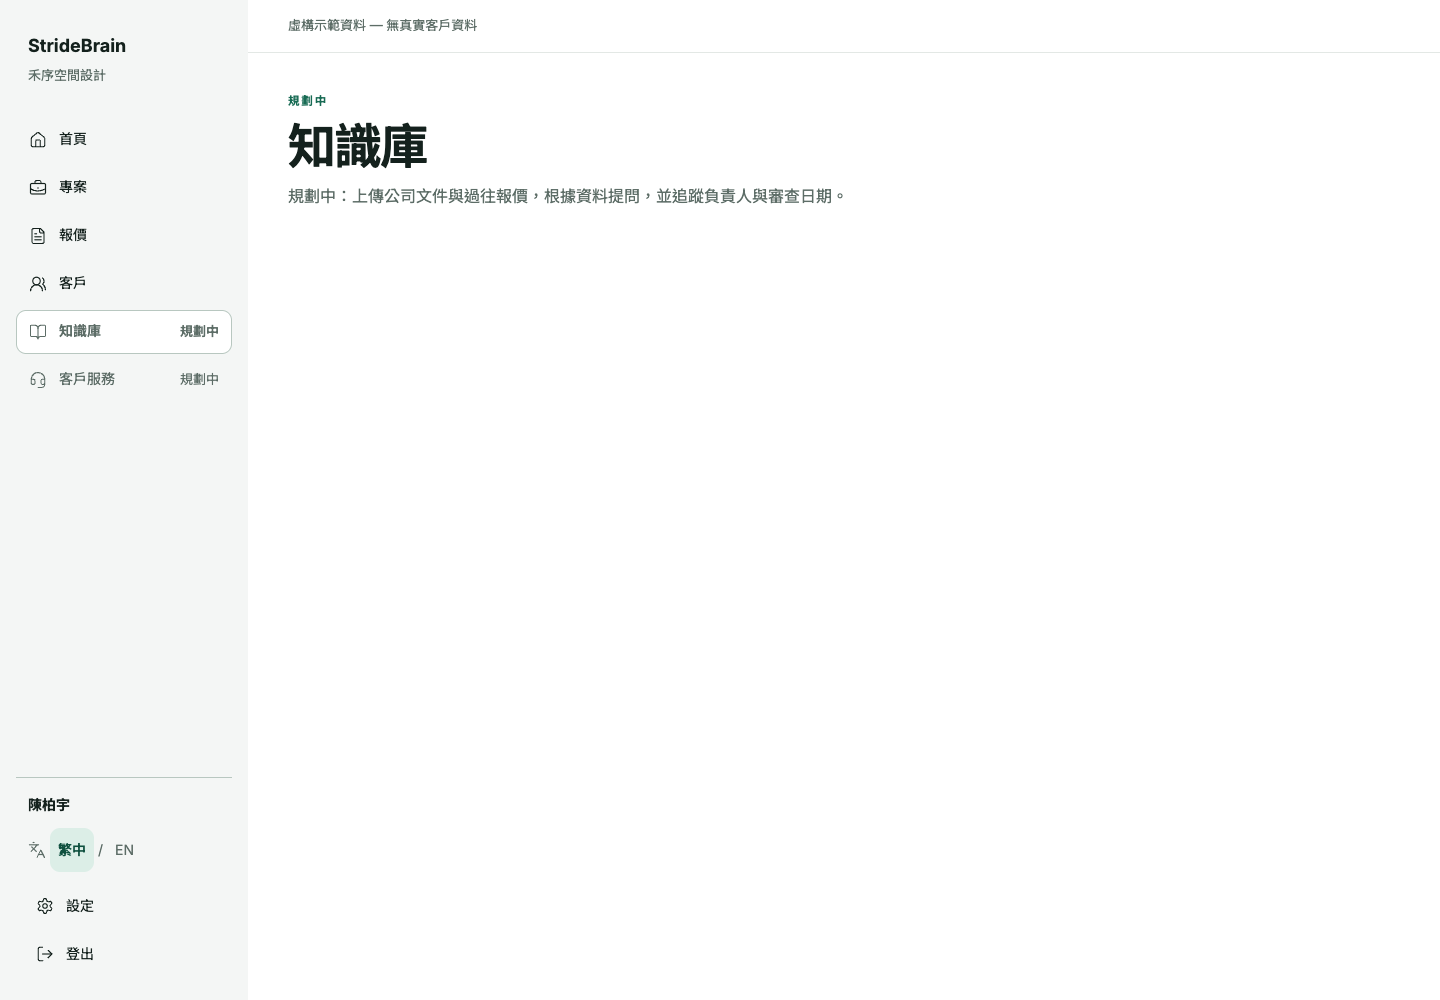 StrideBrain
禾序空間設計
首頁
專案
報價
客戶
知識庫 規劃中
客戶服務 規劃中
陳柏宇
繁中 / EN
設定
登出
虛構示範資料 — 無真實客戶資料
規劃中
知識庫
規劃中：上傳公司文件與過往報價，根據資料提問，並追蹤負責人與審查日期。